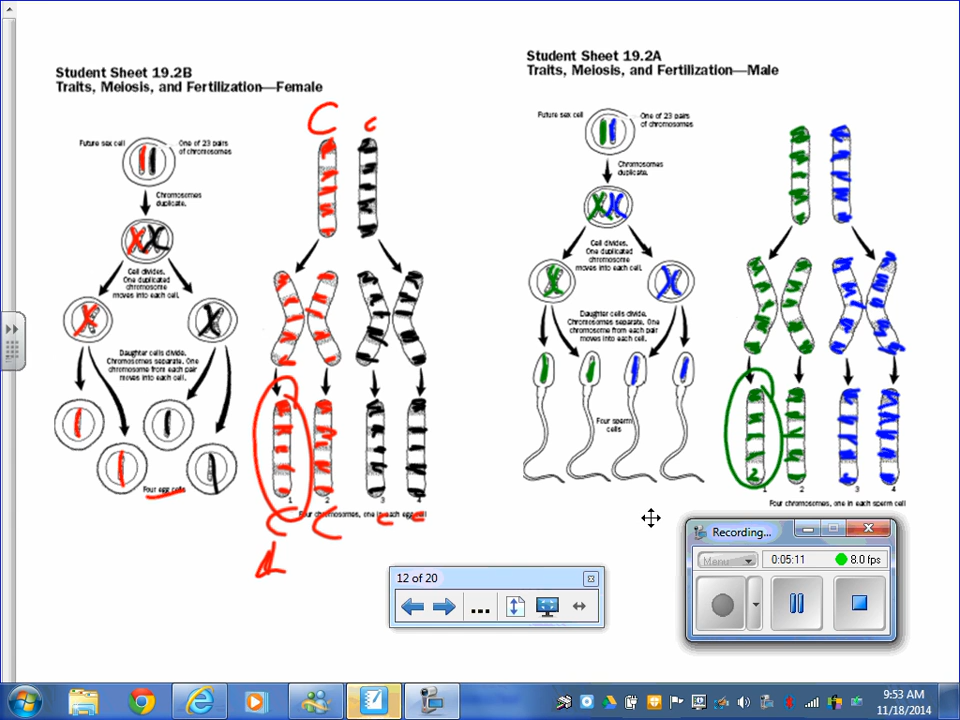 Student Sheet 19.2B
Traits, Meiosis, and Fertilization—Female
Future sex cell
One of 23 pairs
of chromosomes
Chromosomes
duplicate.
Cell divides.
One duplicated
chromosome
moves into each cell.
Daughter cells divide.
Chromosomes separate. One
chromosome from each pair
moves into each cell.
Four egg cells
C c
1 2 3 4
Four chromosomes, one in each egg cell
C C c c
Student Sheet 19.2A
Traits, Meiosis, and Fertilization—Male
Future sex cell
One of 23 pairs
of chromosomes
Chromosomes
duplicate.
Cell divides.
One duplicated
chromosome
moves into each cell.
Daughter cells divide.
Chromosomes separate. One
chromosome from each pair
moves into each cell.
Four sperm
cells
1 2 3 4
Four chromosomes, one in each sperm cell
Recording...
Menu
0:05:11
8.0 fps
12 of 20
9:53 AM
11/18/2014